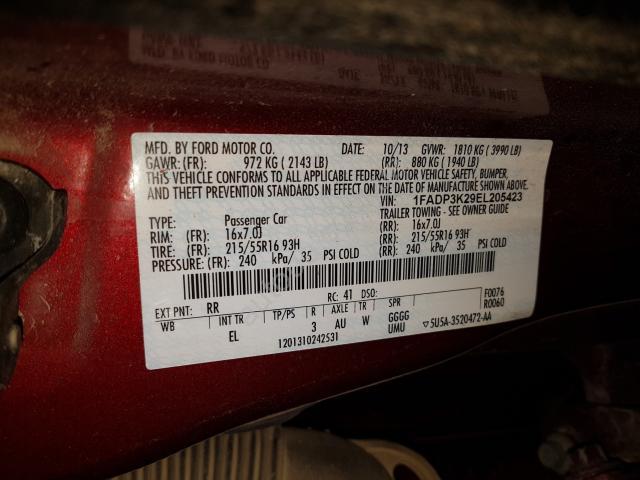 MFD. BY FORD MOTOR CO. DATE: 10/13 GVWR: 1810 KG ( 3990 LB)
GAWR: (FR): 972 KG ( 2143 LB) (RR): 880 KG ( 1940 LB)
THIS VEHICLE CONFORMS TO ALL APPLICABLE FEDERAL MOTOR VEHICLE SAFETY, BUMPER,
AND THEFT PREVENTION STANDARDS IN EFFECT ON THE DATE OF MANUFACTURE SHOWN ABOVE.
VIN: 1FADP3K29EL205423
TYPE: Passenger Car TRAILER TOWING - SEE OWNER GUIDE
RIM: (FR) 16x7.0J (RR): 16x7.0J
TIRE: (FR): 215/55R16 93H (RR): 215/55R16 93H
PRESSURE: (FR) 240 kPa/ 35 PSI COLD (RR): 240 kPa/ 35 PSI COLD
RC: 41 DSO: F0076
EXT PNT: RR R0060
WB INT TR TP/PS R AXLE TR SPR
EL 3 AU W GGGG
UMU
1201310242531 ▽ 5U5A-3520472-AA